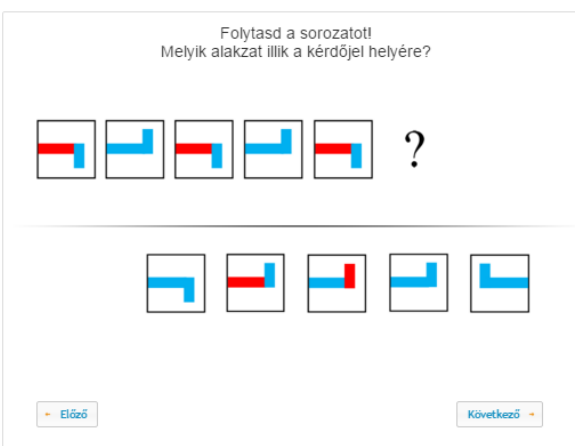 Folytasd a sorozatot!
Melyik alakzat illik a kérdőjel helyére?
?
Előző
Következő